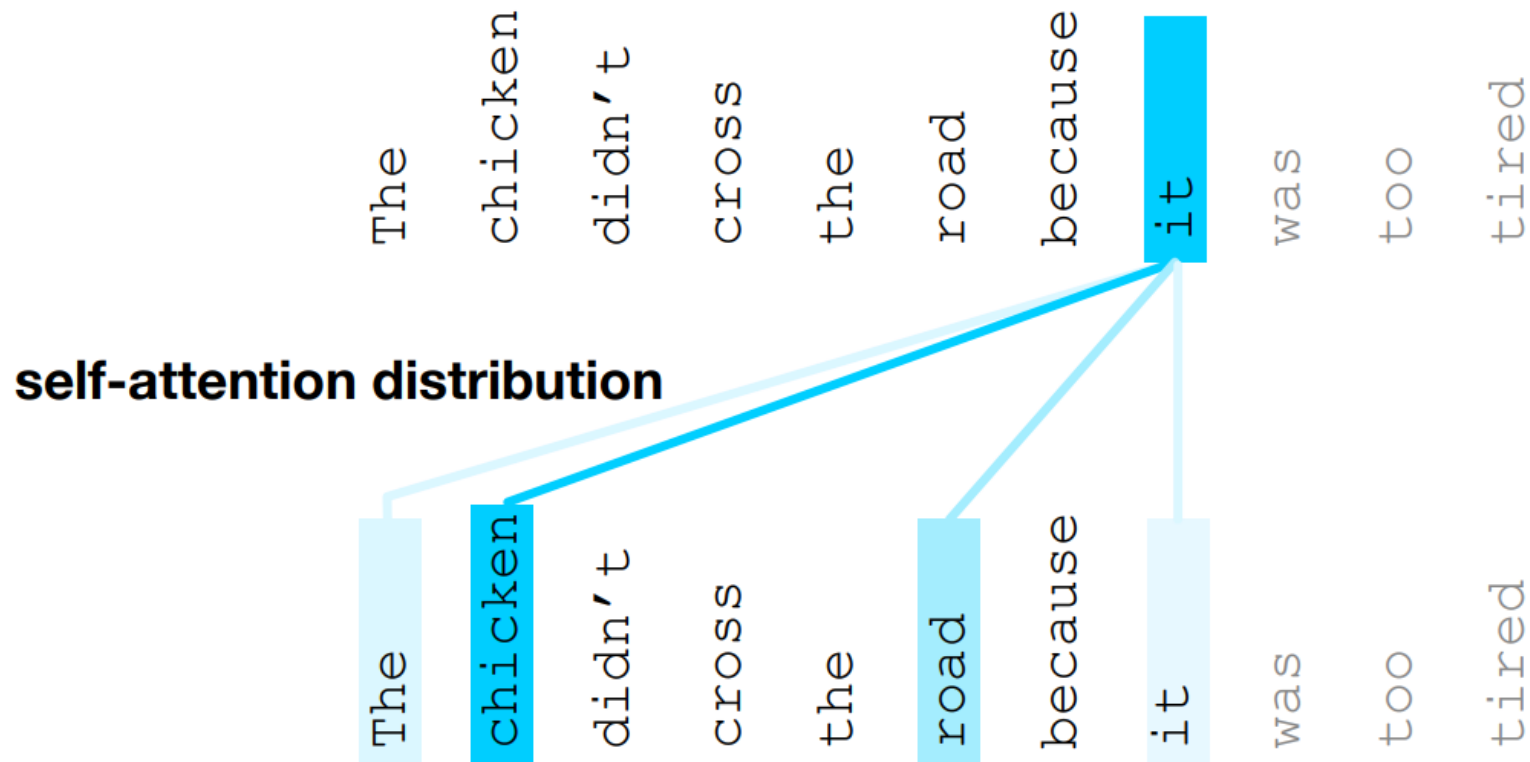 The chicken didn't cross the road because it was too tired
self-attention distribution
The chicken didn't cross the road because it was too tired